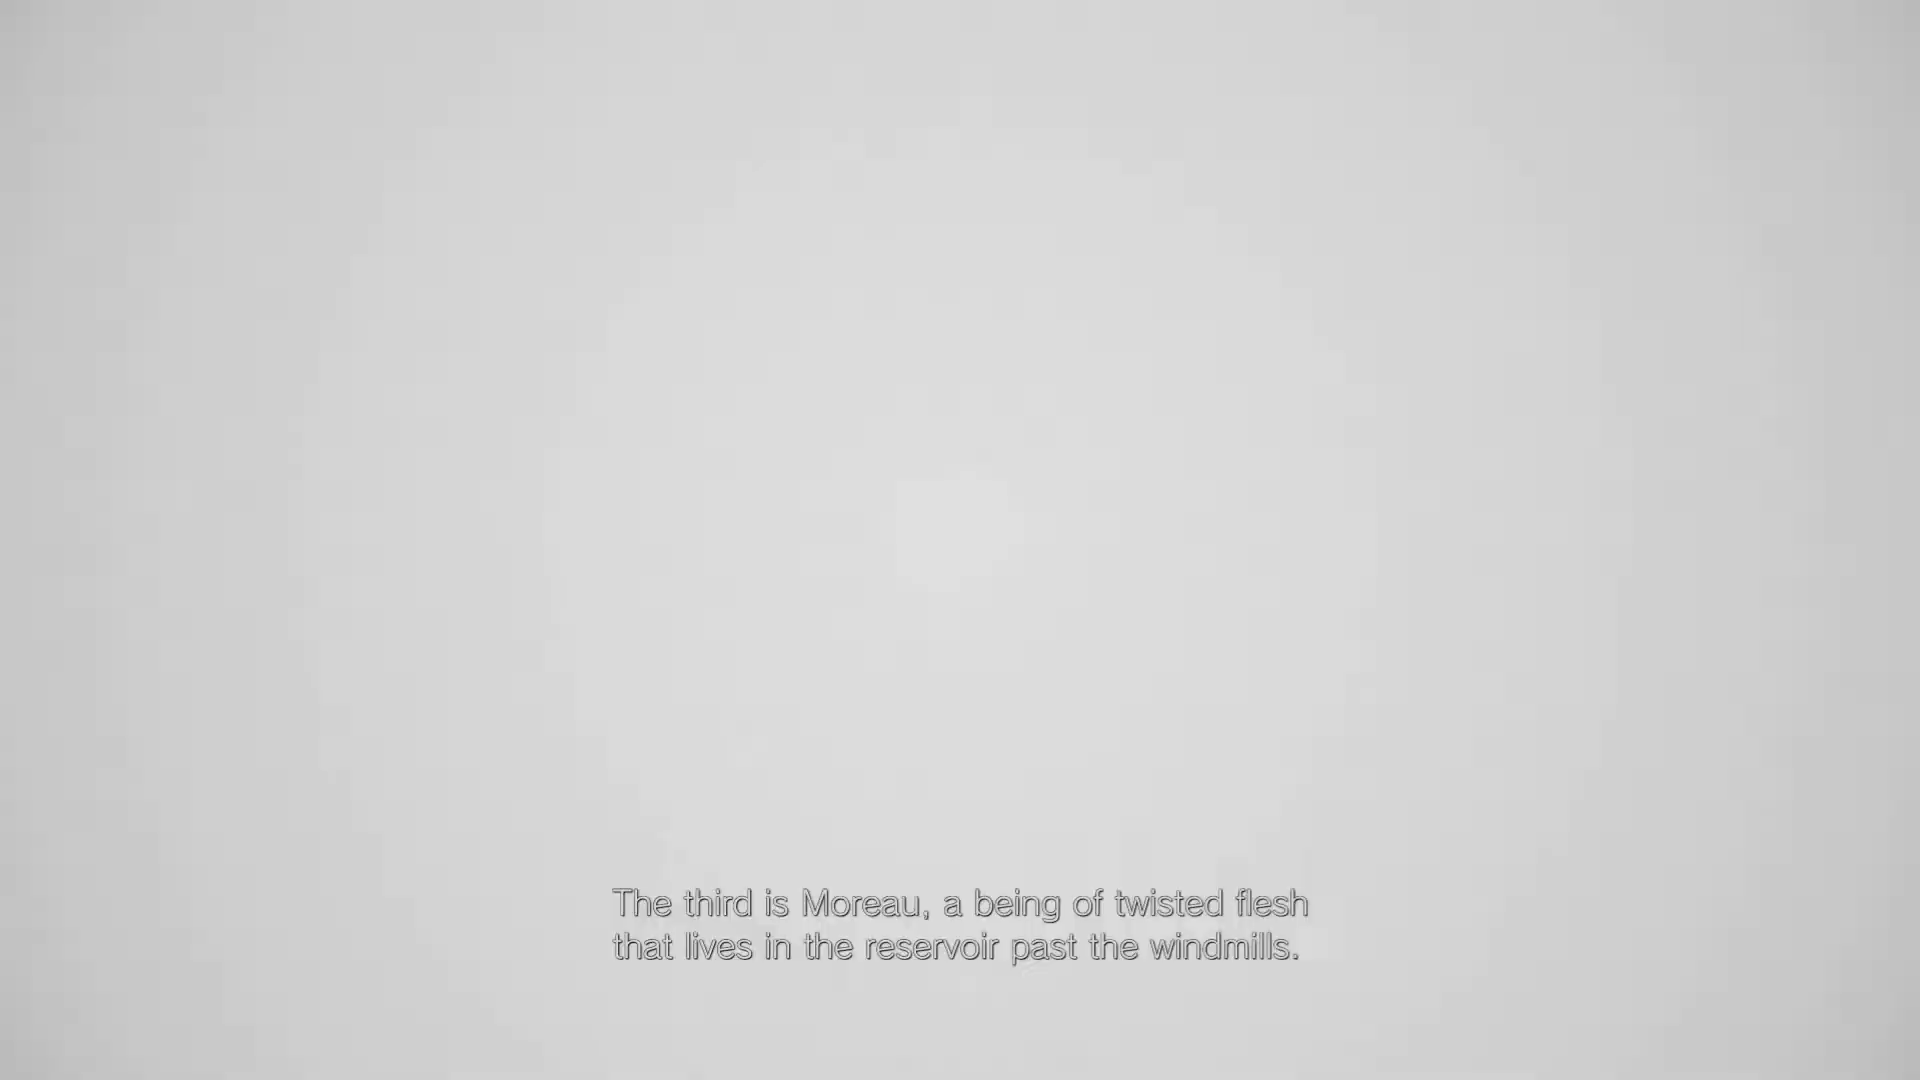 The third is Moreau, a being of twisted flesh
that lives in the reservoir past the windmills.